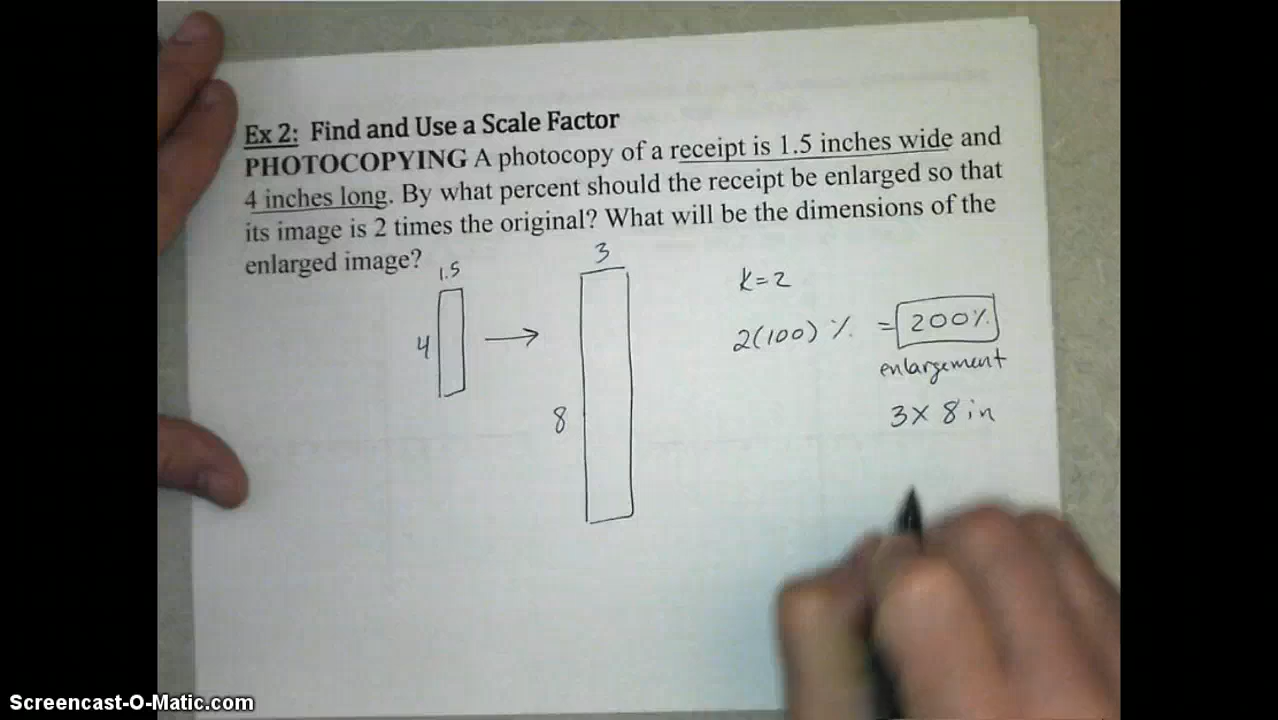 Ex 2: Find and Use a Scale Factor
PHOTOCOPYING A photocopy of a receipt is 1.5 inches wide and
4 inches long. By what percent should the receipt be enlarged so that
its image is 2 times the original? What will be the dimensions of the
enlarged image?
1.5
4
3
8
K=2
2(100) % = 200%
enlargement
3 x 8 in
Screencast-O-Matic.com